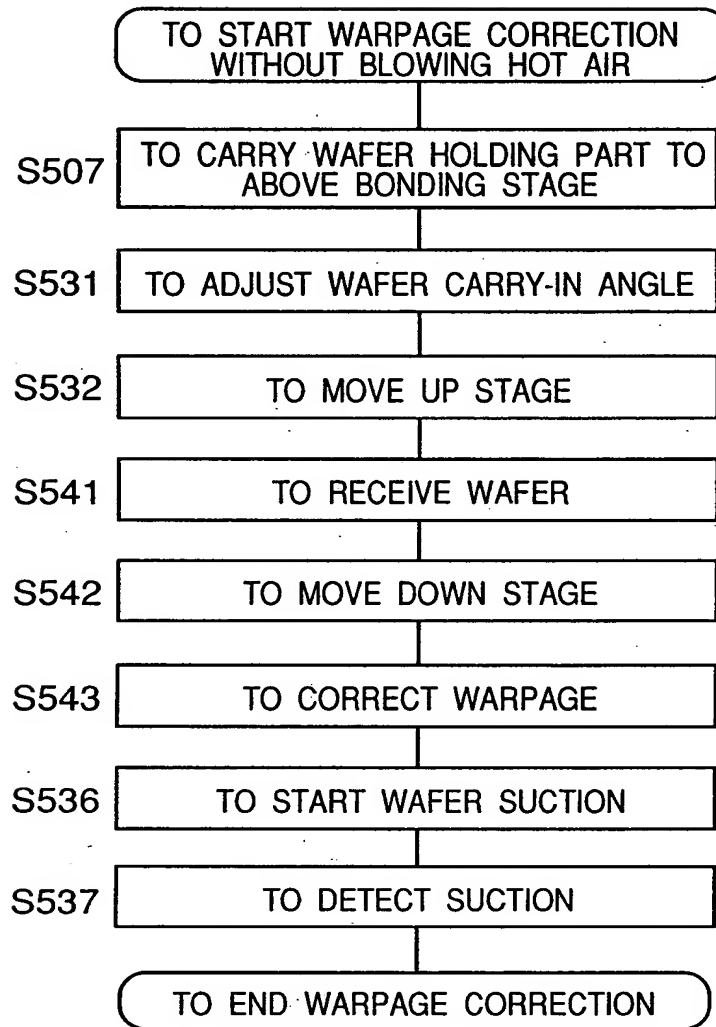 TO START WARPAGE CORRECTION
WITHOUT BLOWING HOT AIR
S507
TO CARRY WAFER HOLDING PART TO
ABOVE BONDING STAGE
S531
TO ADJUST WAFER CARRY-IN ANGLE
S532
TO MOVE UP STAGE
S541
TO RECEIVE WAFER
S542
TO MOVE DOWN STAGE
S543
TO CORRECT WARPAGE
S536
TO START WAFER SUCTION
S537
TO DETECT SUCTION
TO END WARPAGE CORRECTION